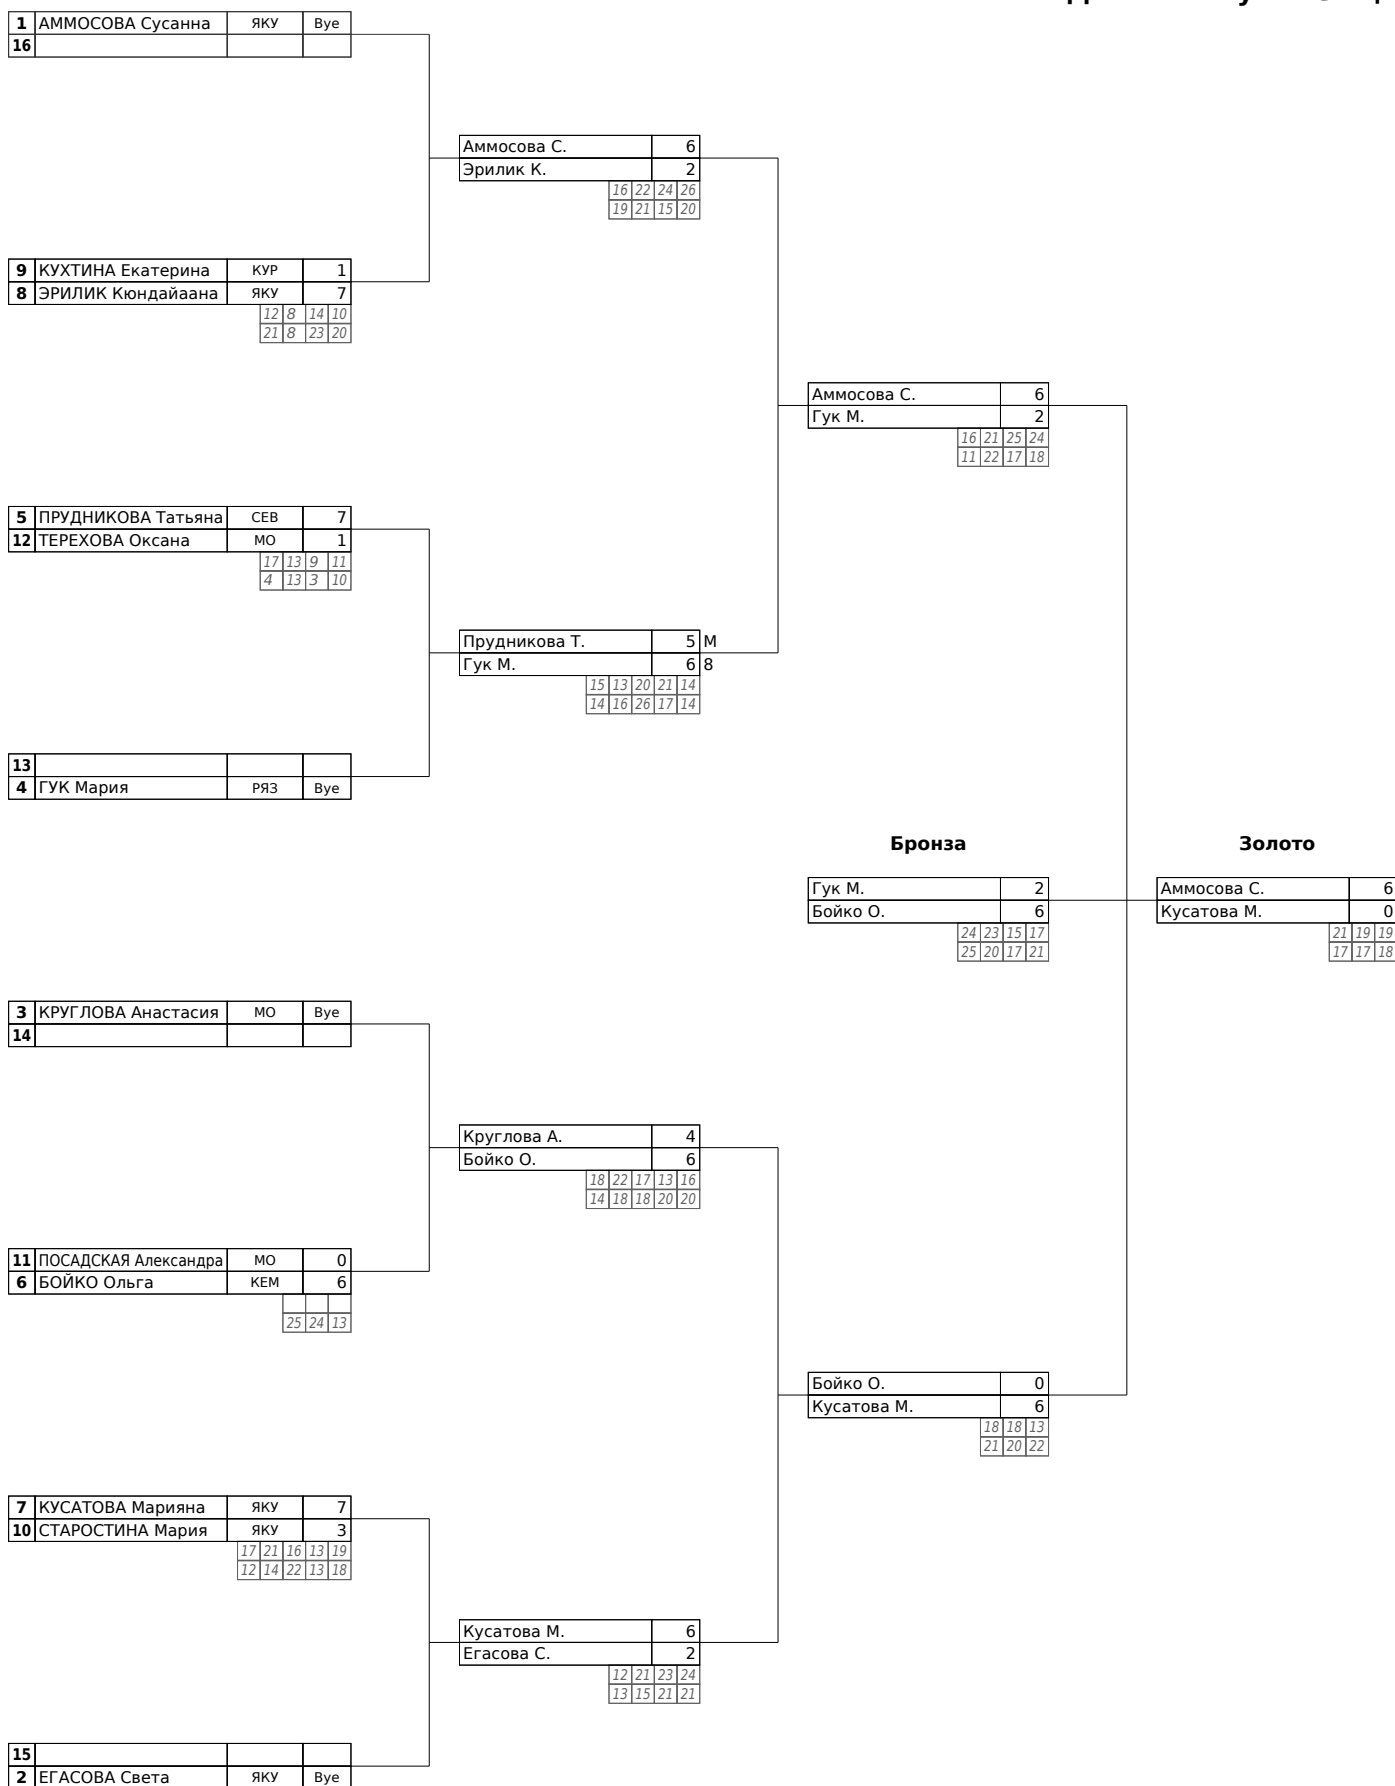 1 АММОСОВА Сусанна ЯКУ Bye
16
Аммосова С. 6
Эрилик К. 2
16 22 24 26
19 21 15 20
9 КУХТИНА Екатерина КУР 1
8 ЭРИЛИК Кюндайаана ЯКУ 7
12 8 14 10
21 8 23 20
Аммосова С. 6
Гук М. 2
16 21 25 24
11 22 17 18
5 ПРУДНИКОВА Татьяна СЕВ 7
12 ТЕРЕХОВА Оксана МО 1
17 13 9 11
4 13 3 10
Прудникова Т. 5 М
Гук М. 6 8
15 13 20 21 14
14 16 26 17 14
13
4 ГУК Мария РЯЗ Bye
Бронза Золото
Гук М. 2 Аммосова С. 6
Бойко О. 6 Кусатова М. 0
24 23 15 17 21 19 19
25 20 17 21 17 17 18
3 КРУГЛОВА Анастасия МО Bye
14
Круглова А. 4
Бойко О. 6
18 22 17 13 16
14 18 18 20 20
11 ПОСАДСКАЯ Александра МО 0
6 БОЙКО Ольга КЕМ 6
25 24 13
Бойко О. 0
Кусатова М. 6
18 18 13
21 20 22
7 КУСАТОВА Марияна ЯКУ 7
10 СТАРОСТИНА Мария ЯКУ 3
17 21 16 13 19
12 14 22 13 18
Кусатова М. 6
Егасова С. 2
12 21 23 24
13 15 21 21
15
2 ЕГАСОВА Света ЯКУ Bye